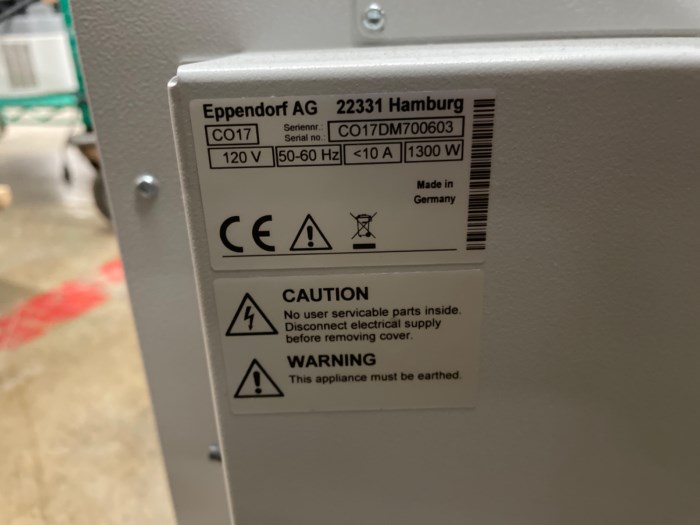 Eppendorf AG 22331 Hamburg
CO17 Seriennr.: Serial no.: CO17DM700603
120 V 50-60 Hz <10 A 1300 W
Made in
Germany
CE
CAUTION
No user servicable parts inside.
Disconnect electrical supply
before removing cover.
WARNING
This appliance must be earthed.